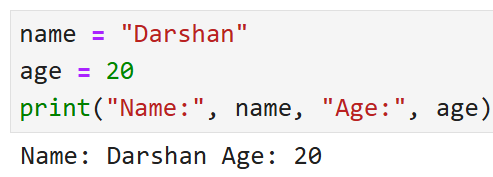 name = "Darshan"
age = 20
print("Name:", name, "Age:", age)
Name: Darshan Age: 20